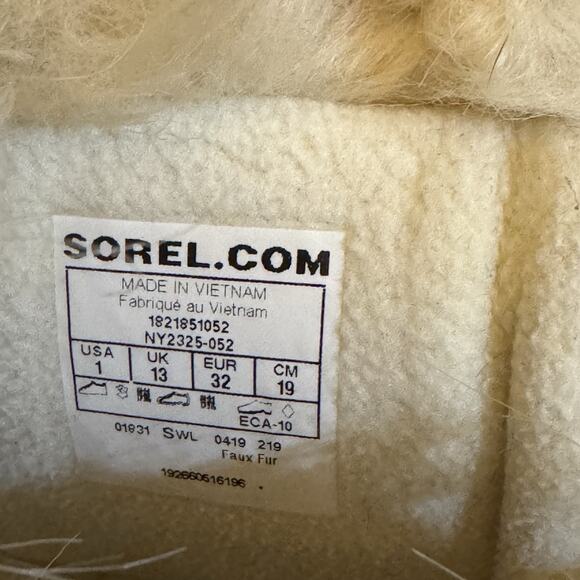 SOREL.COM
MADE IN VIETNAM
Fabriqué au Vietnam
1821851052
NY2325-052
USA UK EUR CM
1 13 32 19
ECA-10
01831 SWL 0419 219
Faux Fur
192660516196